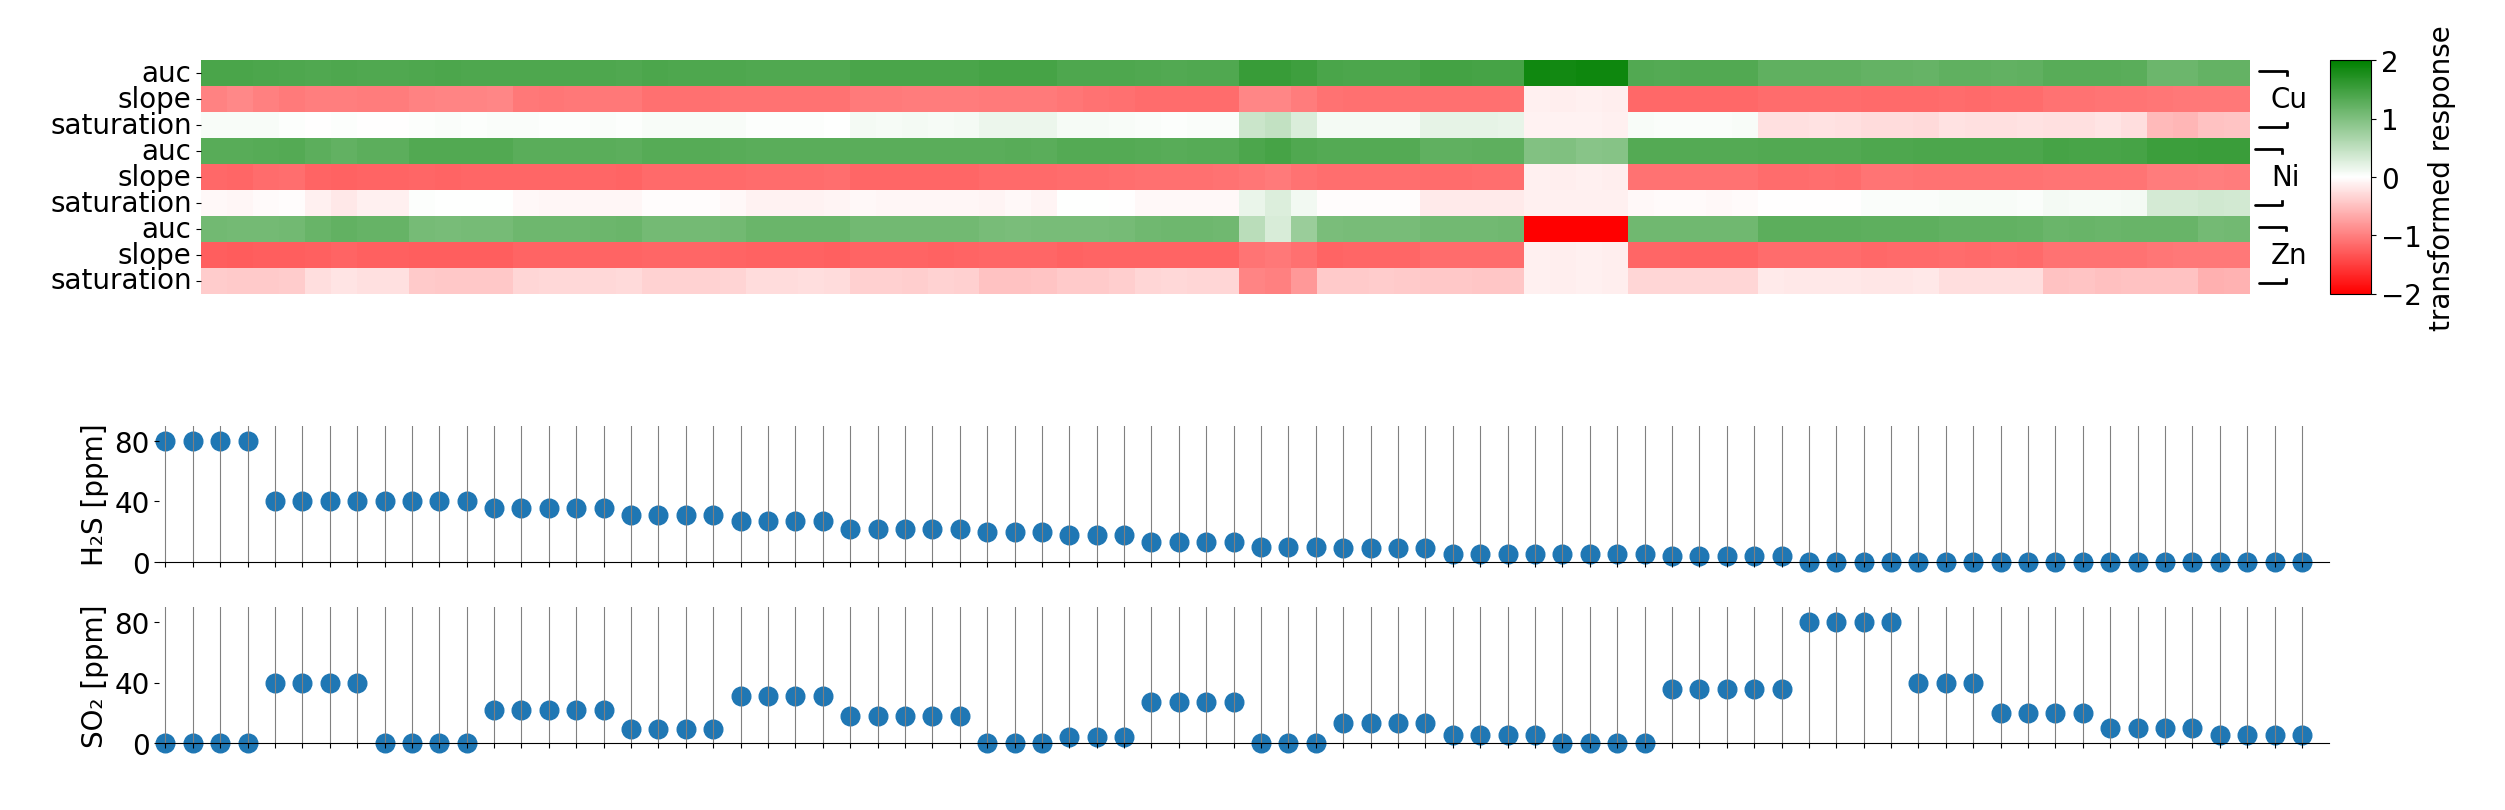 auc
slope
saturation
auc
slope
saturation
auc
slope
saturation
Cu
Ni
Zn
2
1
0
−1
−2
transformed response
H₂S [ppm]
80
40
0
SO₂ [ppm]
80
40
0